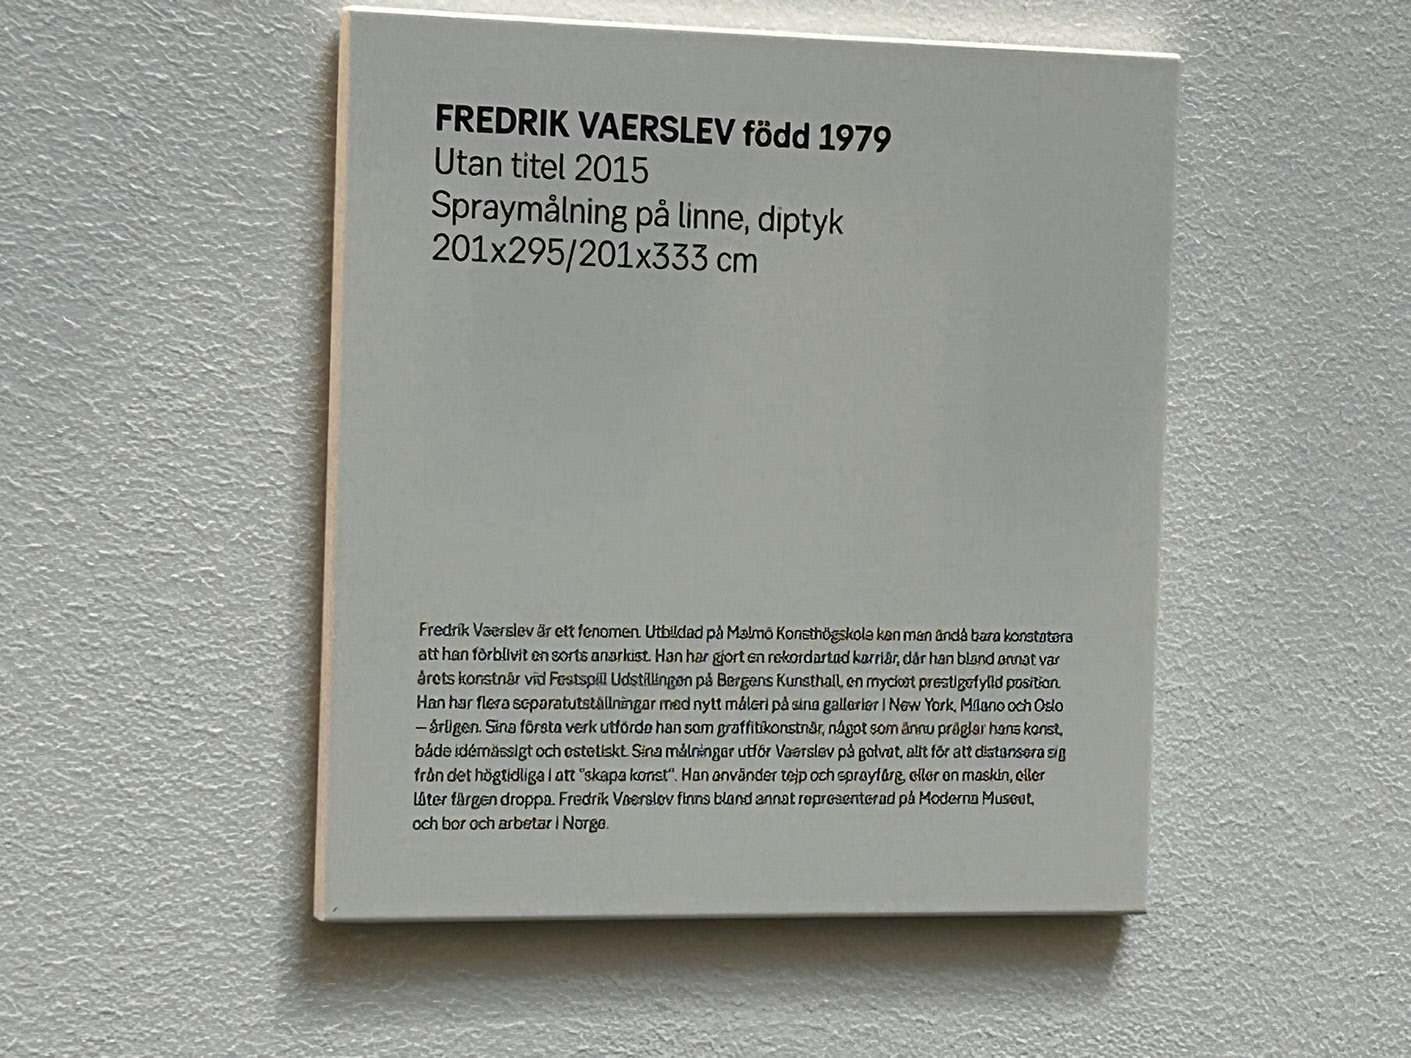 FREDRIK VAERSLEV född 1979
Utan titel 2015
Spraymålning på linne, diptyk
201x295/201x333 cm
Fredrik Vaerslev är ett fenomen. Utbildad på Malmö Konsthögskola kan man ändå bara konstatera
att han förblivit en sorts anarkist. Han har gjort en rekordartad karriär, där han bland annat var
årets konstnär vid Festspill Udstillingen på Bergens Kunsthall, en mycket prestigefylld position.
Han har flera separatutställningar med nytt måleri på sina gallerier i New York, Milano och Oslo
– årligen. Sina första verk utförde han som graffitikonstnär, något som ännu präglar hans konst,
både idémässigt och estetiskt. Sina målningar utför Vaerslev på golvet, allt för att distansera sig
från det högtidliga i att "skapa konst". Han använder tejp och sprayfärg, eller en maskin, eller
låter färgen droppa. Fredrik Vaerslev finns bland annat representerad på Moderna Museet,
och bor och arbetar i Norge.